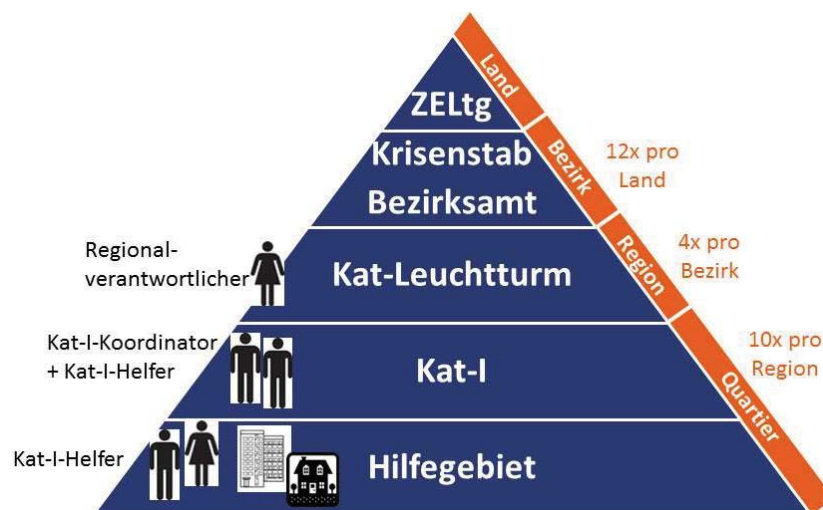 Land
ZELtg
Bezirk
12x pro
Land
Krisenstab
Bezirksamt
Region
4x pro
Bezirk
Regional-
verantwortlicher
Kat-Leuchtturm
Quartier
10x pro
Region
Kat-I-Koordinator
+ Kat-I-Helfer
Kat-I
Kat-I-Helfer
Hilfegebiet